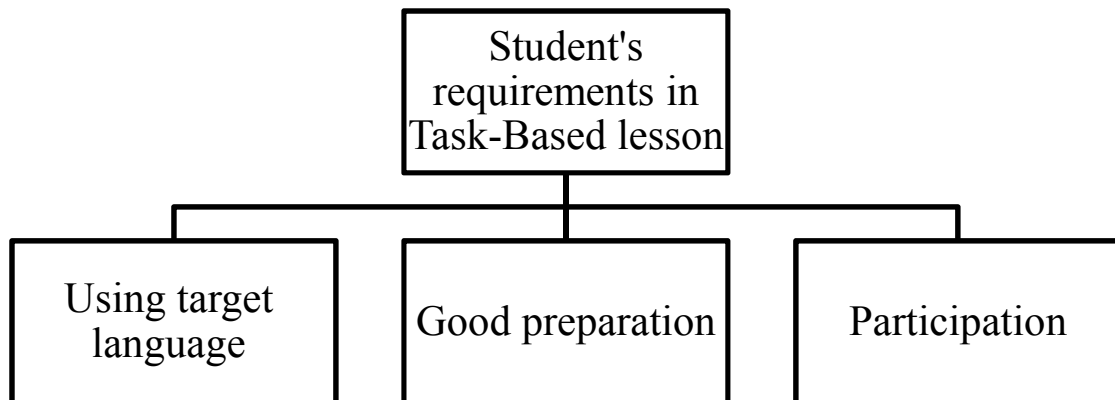 Student's
requirements in
Task-Based lesson
Using target
language
Good preparation
Participation